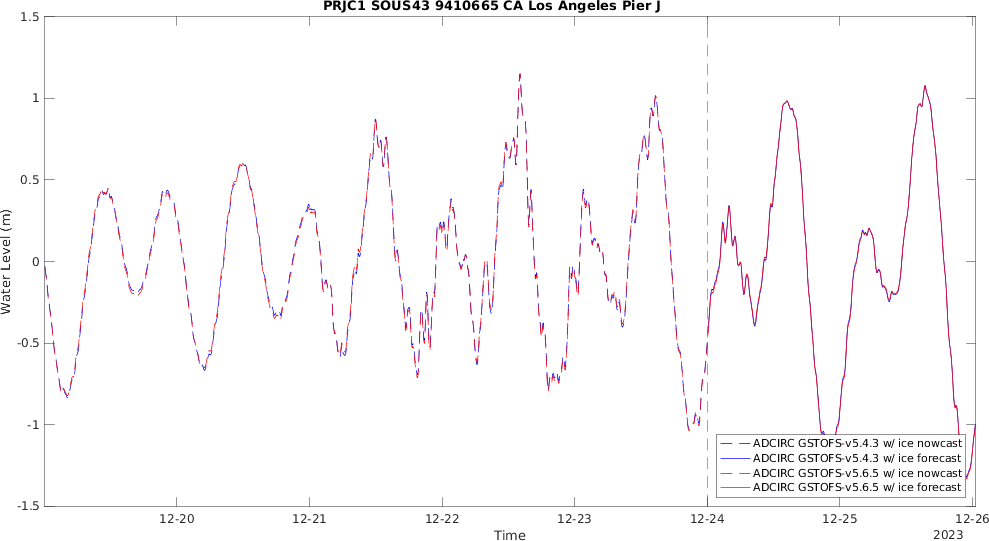 PRJC1 SOUS43 9410665 CA Los Angeles Pier J
1.5
1
0.5
0
-0.5
-1
-1.5
Water Level (m)
ADCIRC GSTOFS-v5.4.3 w/ ice nowcast
ADCIRC GSTOFS-v5.4.3 w/ ice forecast
ADCIRC GSTOFS-v5.6.5 w/ ice nowcast
ADCIRC GSTOFS-v5.6.5 w/ ice forecast
12-20 12-21 12-22 12-23 12-24 12-25 12-26
Time
2023